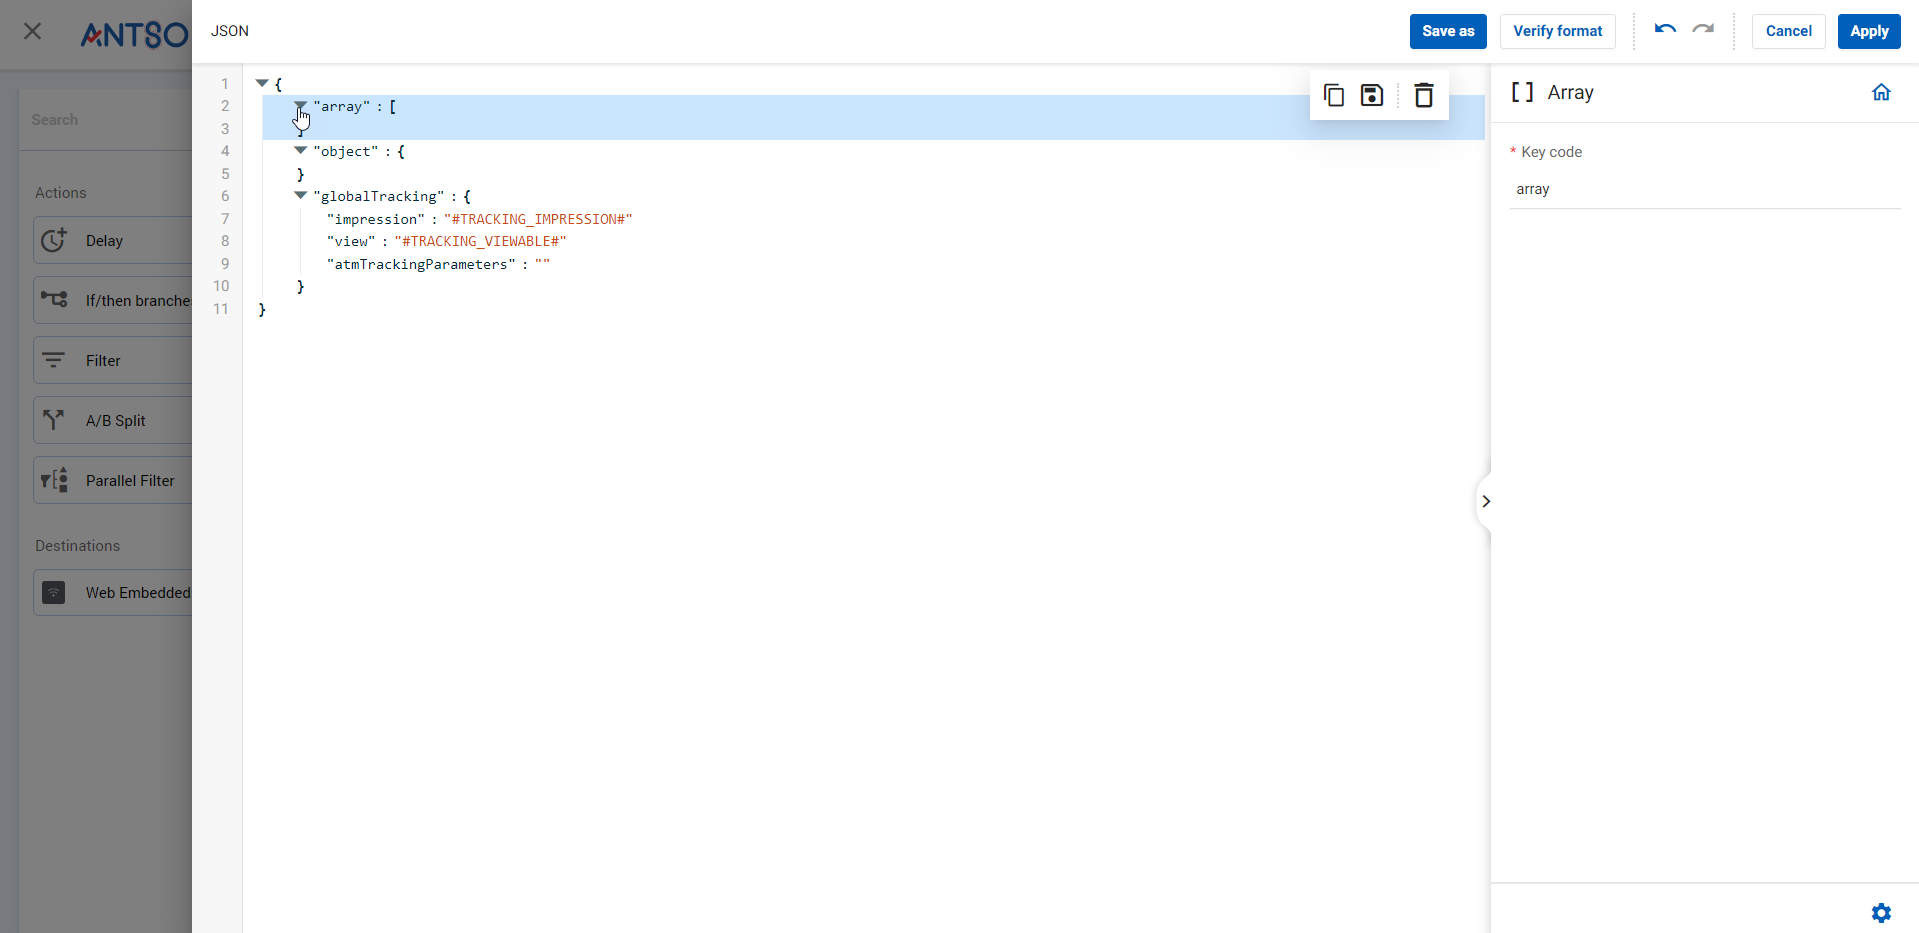 ANTSO
JSON
Save as
Verify format
Cancel
Apply
Search
Actions
Delay
If/then branche
Filter
A/B Split
Parallel Filter
Destinations
Web Embedded
1 {
2 "array" : [
3 ]
4 "object" : {
5 }
6 "globalTracking" : {
7 "impression" : "#TRACKING_IMPRESSION#"
8 "view" : "#TRACKING_VIEWABLE#"
9 "atmTrackingParameters" : ""
10 }
11 }
[ ] Array
* Key code
array